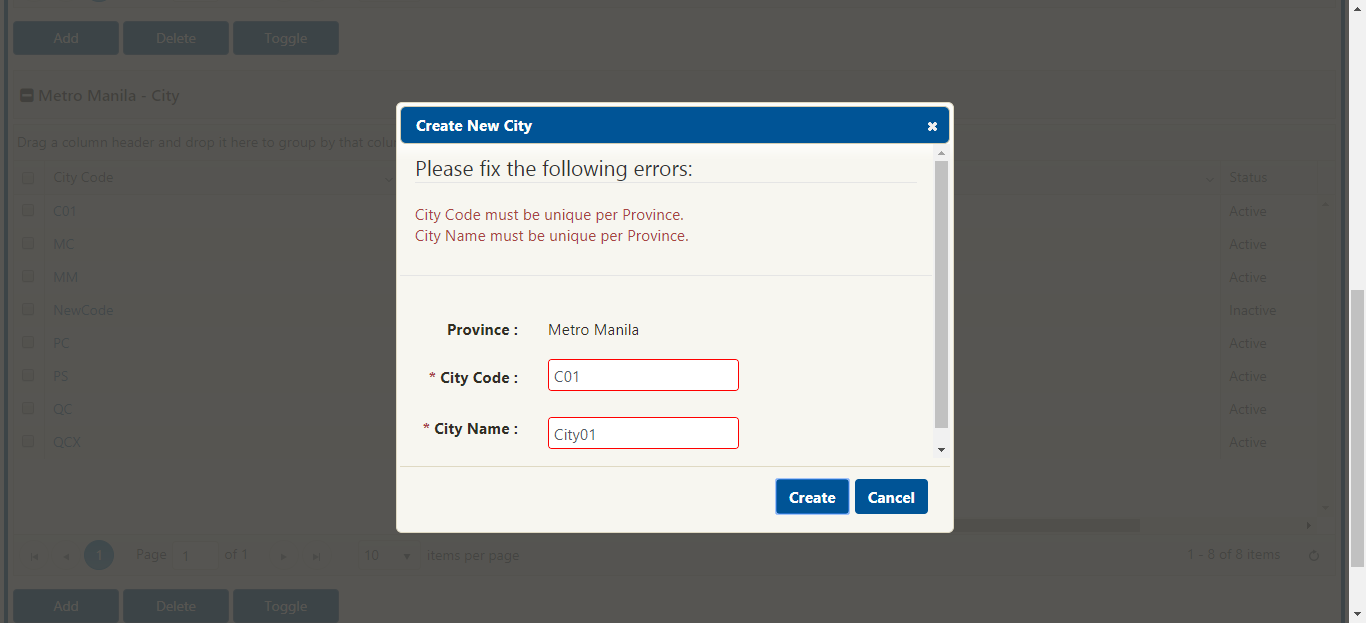 Add Delete Toggle
Metro Manila - City
Drag a column header and drop it here to group by that colu
City Code Status
C01 Active
MC Active
MM Active
NewCode Inactive
PC Active
PS Active
QC Active
QCX Active
1 Page 1 of 1 10 items per page 1 - 8 of 8 items
Add Delete Toggle
Create New City
Please fix the following errors:
City Code must be unique per Province.
City Name must be unique per Province.
Province : Metro Manila
* City Code : C01
* City Name : City01
Create Cancel